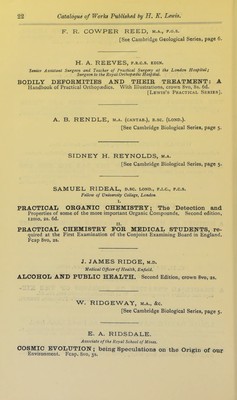 22 Catalogue of Works Published by H. K. Lewis.
F. R. COWPER REED, M.A., F.G.S.
[See Cambridge Geological Series, page 6.
H. A. REEVES, F.R.C.S. EDIN.
Senior Assistant Surgeon and Teacher of Practical Surgery at the London Hospital;
Surgeon to the Royal Orthopædic Hospital.
BODILY DEFORMITIES AND THEIR TREATMENT: A
Handbook of Practical Orthopædics. With Illustrations, crown 8vo, 8s. 6d.
[LEWIS'S PRACTICAL SERIES].
A. B. RENDLE, M.A. (CANTAB.), B.SC. (LOND.).
[See Cambridge Biological Series, page 5.
SIDNEY H. REYNOLDS, M.A.
[See Cambridge Biological Series, page 5.
SAMUEL RIDEAL, D.SC. LOND., F.I.C., F.C.S.
Fellow of University College, London.
I.
PRACTICAL ORGANIC CHEMISTRY; The Detection and
Properties of some of the more important Organic Compounds. Second edition,
12mo, 2s. 6d.
II.
PRACTICAL CHEMISTRY FOR MEDICAL STUDENTS, re-
quired at the First Examination of the Conjoint Examining Board in England.
Fcap 8vo, 2s.
J. JAMES RIDGE, M.D.
Medical Officer of Health, Enfield.
ALCOHOL AND PUBLIC HEALTH. Second Edition, crown 8vo, 2s.
W. RIDGEWAY, M.A., &c.
[See Cambridge Biological Series, page 5.
E. A. RIDSDALE.
Associate of the Royal School of Mines.
COSMIC EVOLUTION; being Speculations on the Origin of our
Environment. Fcap. 8vo, 3s.